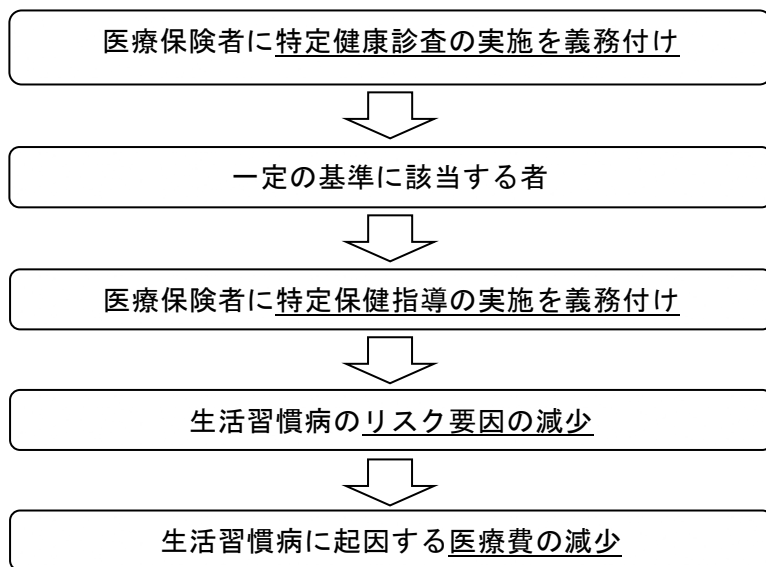 医療保険者に特定健康診査の実施を義務付け
一定の基準に該当する者
医療保険者に特定保健指導の実施を義務付け
生活習慣病のリスク要因の減少
生活習慣病に起因する医療費の減少